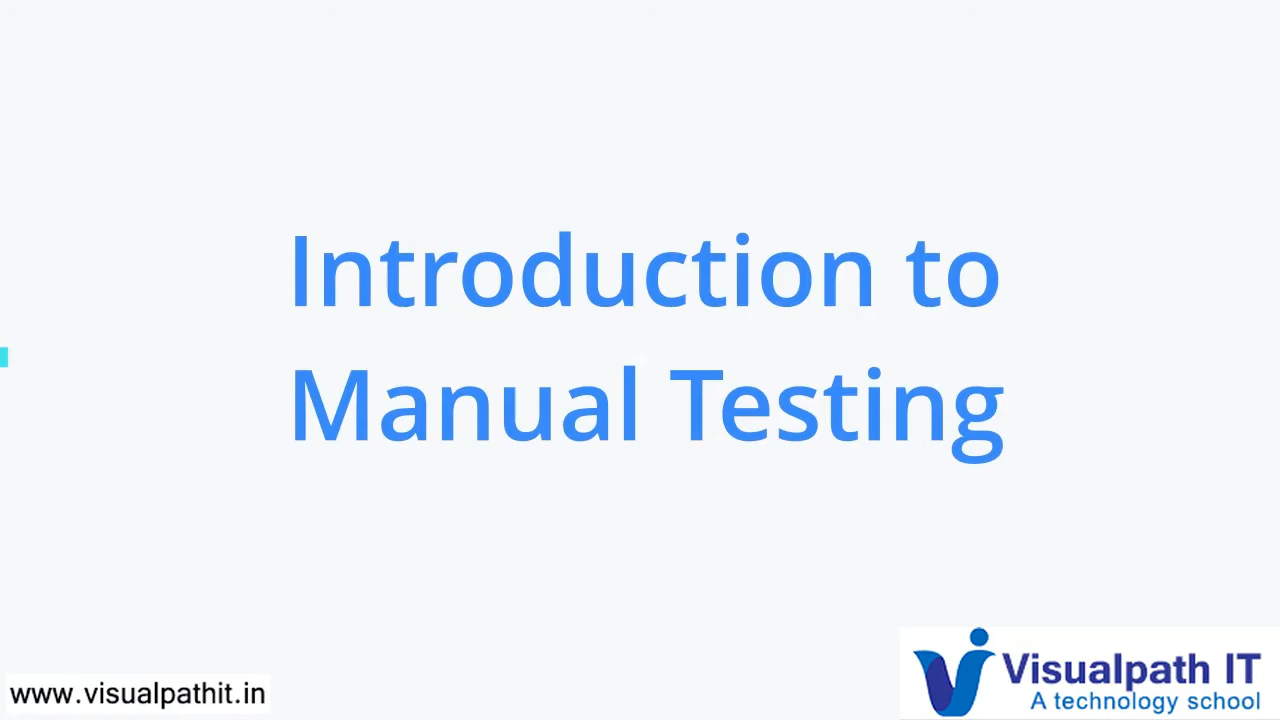 Introduction to
Manual Testing
www.visualpathit.in
Visualpath IT
A technology school